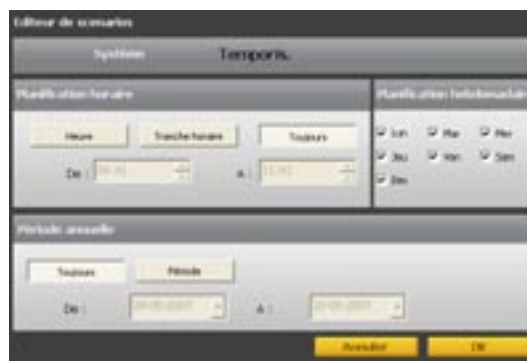 Editeur de scenarios
Système Temporis.
Planification horaire
Planification hebdomadaire
Heure Tranche horaire Toujours
Lun Mar Mer
De : A :
Jeu Ven Sam
Dim
Période annuelle
Toujours Période
De : A :
Annuler OK